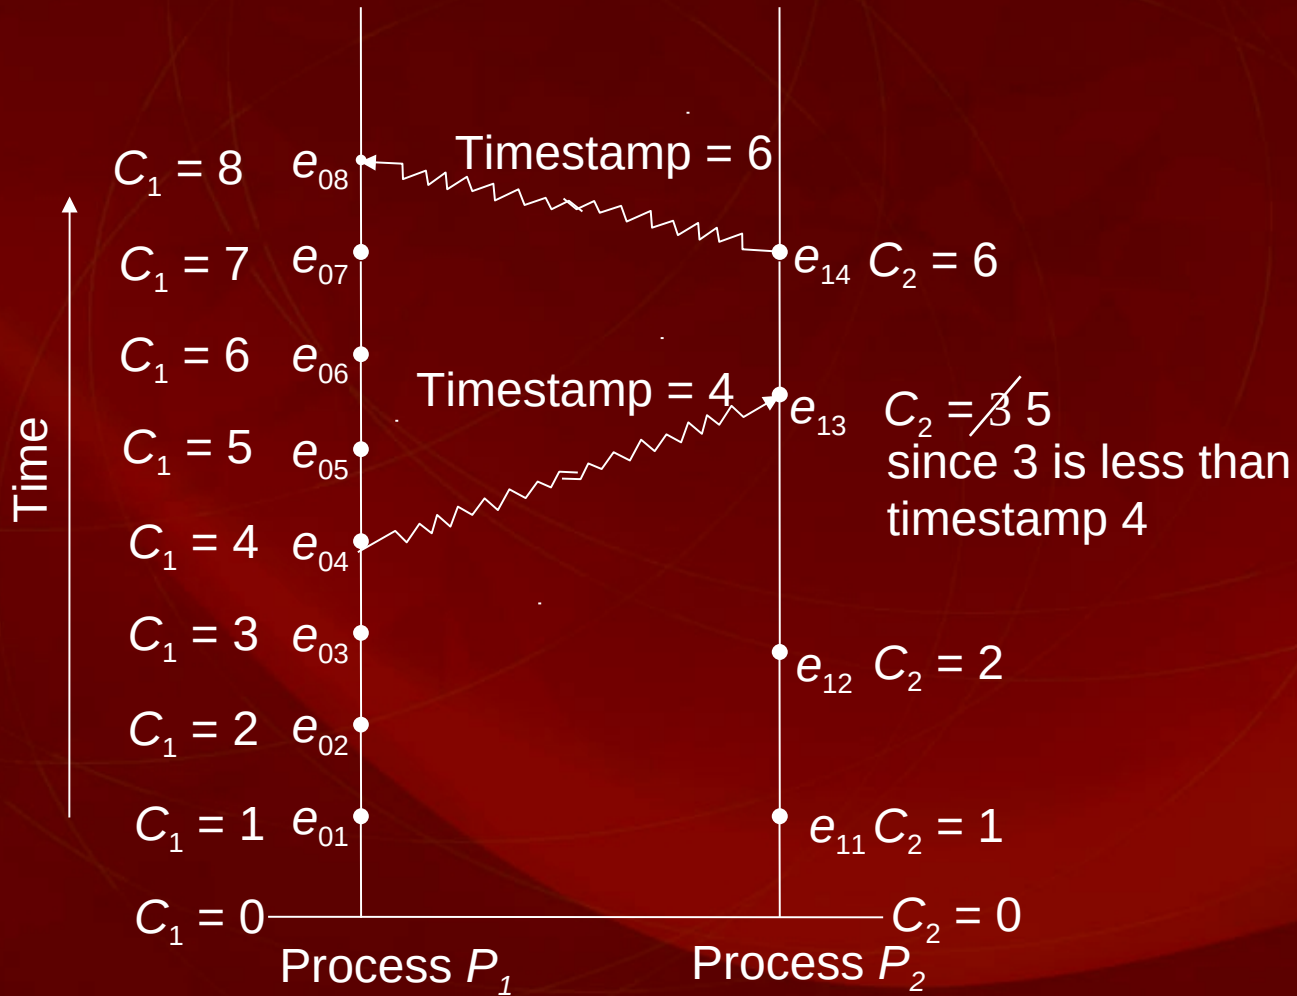 Timestamp = 6
C₁ = 8 e₀₈
C₁ = 7 e₀₇ e₁₄ C₂ = 6
C₁ = 6 e₀₆
Timestamp = 4
e₁₃ C₂ = 3 5
since 3 is less than
timestamp 4
C₁ = 5 e₀₅
Time
C₁ = 4 e₀₄
C₁ = 3 e₀₃
e₁₂ C₂ = 2
C₁ = 2 e₀₂
C₁ = 1 e₀₁ e₁₁ C₂ = 1
C₁ = 0 C₂ = 0
Process P₁ Process P₂